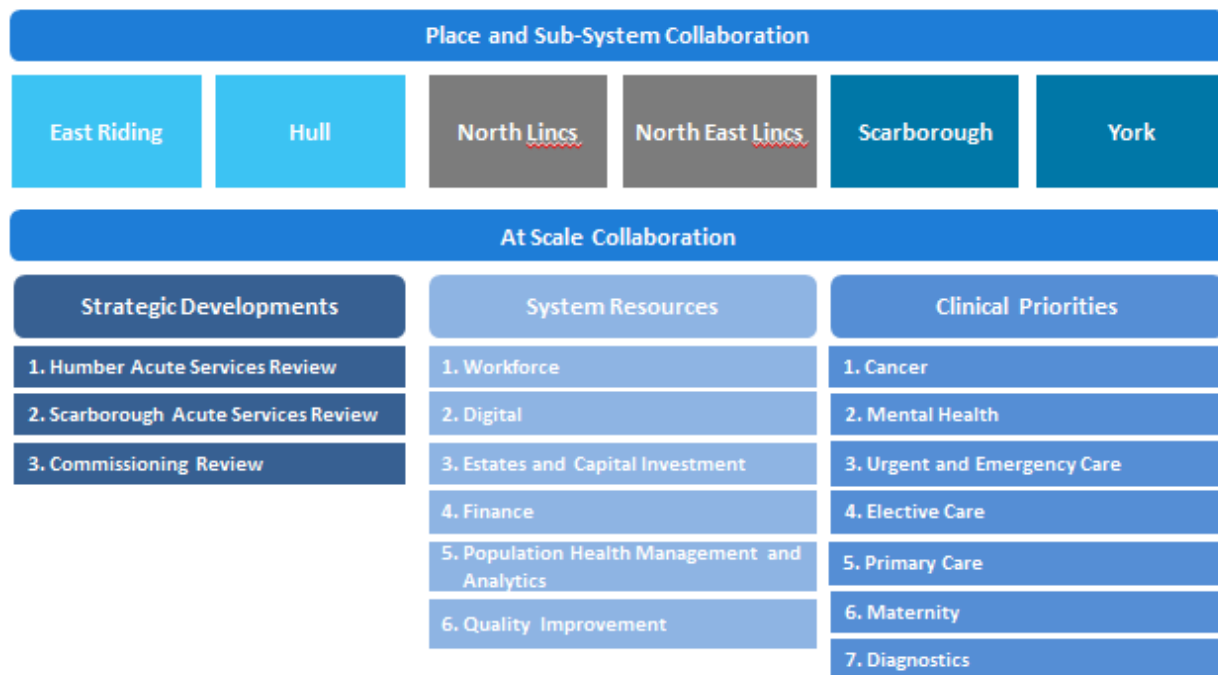 Place and Sub-System Collaboration
East Riding
Hull
North Lincs
North East Lincs
Scarborough
York
At Scale Collaboration
Strategic Developments
1. Humber Acute Services Review
2. Scarborough Acute Services Review
3. Commissioning Review
System Resources
1. Workforce
2. Digital
3. Estates and Capital Investment
4. Finance
5. Population Health Management and
Analytics
6. Quality Improvement
Clinical Priorities
1. Cancer
2. Mental Health
3. Urgent and Emergency Care
4. Elective Care
5. Primary Care
6. Maternity
7. Diagnostics